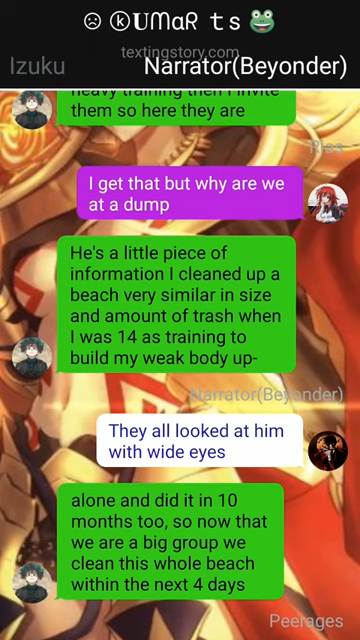 ☹ ⓚUᗰaR t s 🐸
textingstory.com
Izuku
Narrator(Beyonder)
heavy training then I invite
them so here they are
Rias
I get that but why are we
at a dump
He's a little piece of
information I cleaned up a
beach very similar in size
and amount of trash when
I was 14 as training to
build my weak body up-
Narrator(Beyonder)
They all looked at him
with wide eyes
alone and did it in 10
months too, so now that
we are a big group we
clean this whole beach
within the next 4 days
Peerages